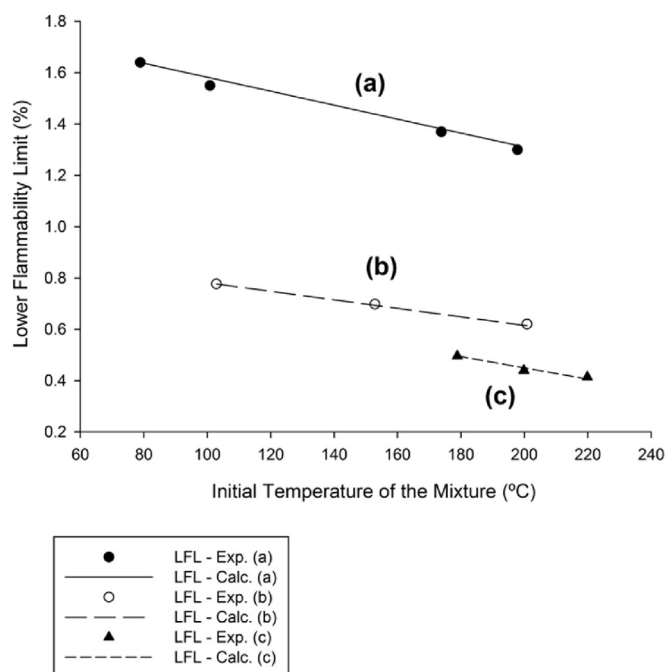 1.8
1.6
1.4
1.2
1.0
0.8
0.6
0.4
0.2
Lower Flammability Limit (%)
(a)
(b)
(c)
60 80 100 120 140 160 180 200 220 240
Initial Temperature of the Mixture (ºC)
LFL - Exp. (a)
LFL - Calc. (a)
LFL - Exp. (b)
LFL - Calc. (b)
LFL - Exp. (c)
LFL - Calc. (c)